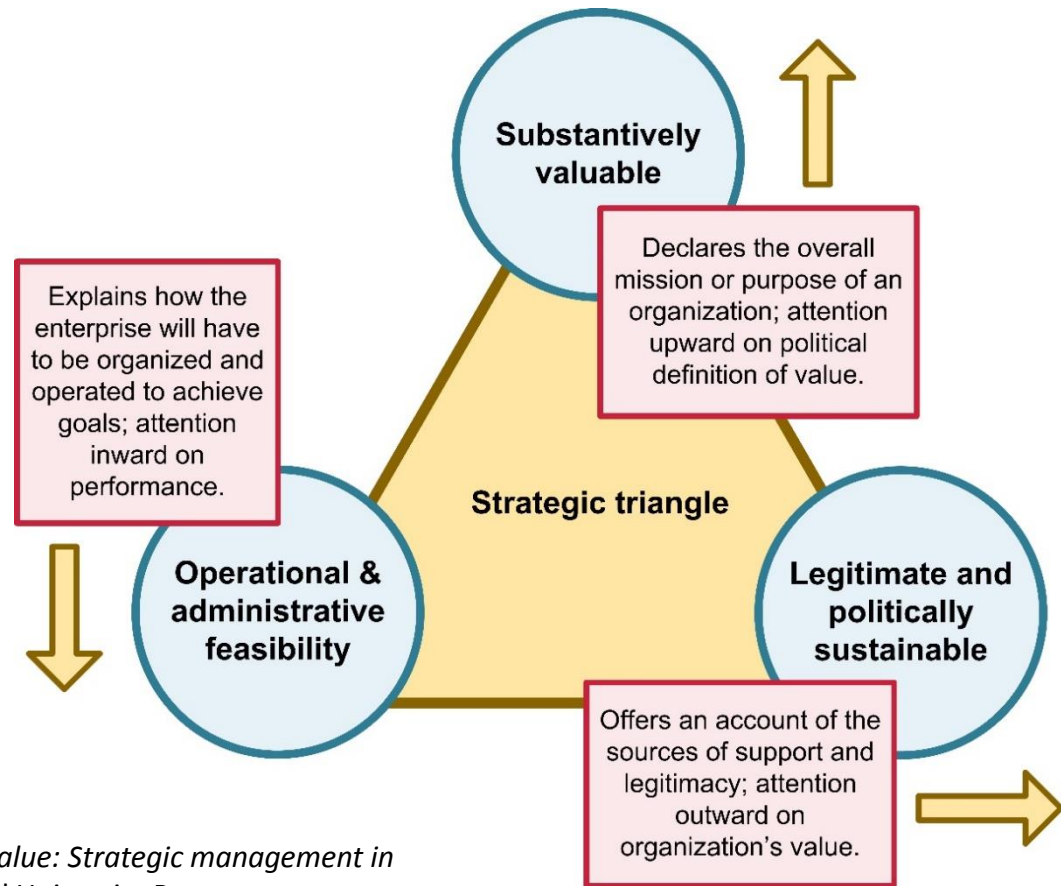 Substantively
valuable
Declares the overall
mission or purpose of an
organization; attention
upward on political
definition of value.
Explains how the
enterprise will have
to be organized and
operated to achieve
goals; attention
inward on
performance.
Strategic triangle
Operational &
administrative
feasibility
Legitimate and
politically
sustainable
Offers an account of the
sources of support and
legitimacy; attention
outward on
organization's value.
alue: Strategic management in